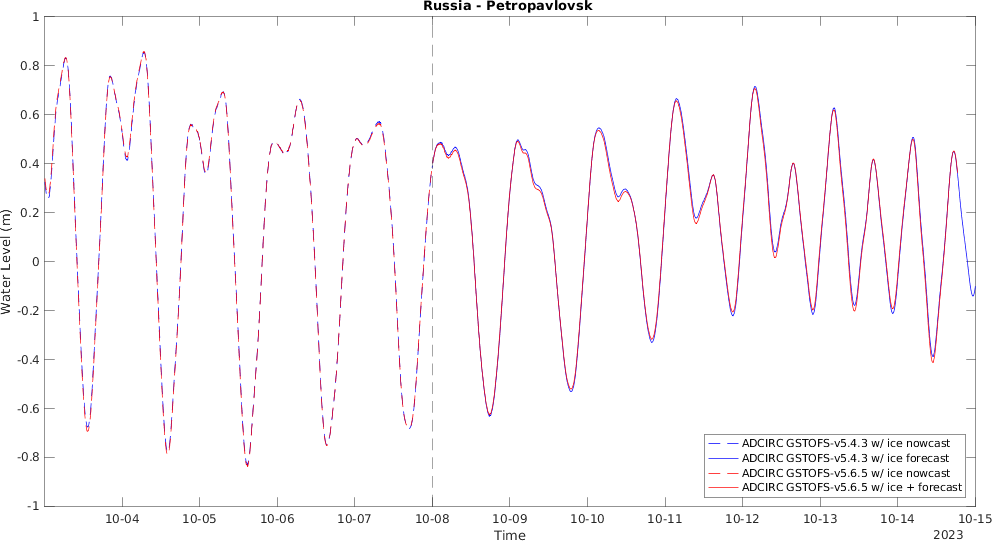 Russia - Petropavlovsk
1
0.8
0.6
0.4
0.2
0
-0.2
-0.4
-0.6
-0.8
-1
Water Level (m)
10-04 10-05 10-06 10-07 10-08 10-09 10-10 10-11 10-12 10-13 10-14 10-15
Time
2023
ADCIRC GSTOFS-v5.4.3 w/ ice nowcast
ADCIRC GSTOFS-v5.4.3 w/ ice forecast
ADCIRC GSTOFS-v5.6.5 w/ ice nowcast
ADCIRC GSTOFS-v5.6.5 w/ ice + forecast